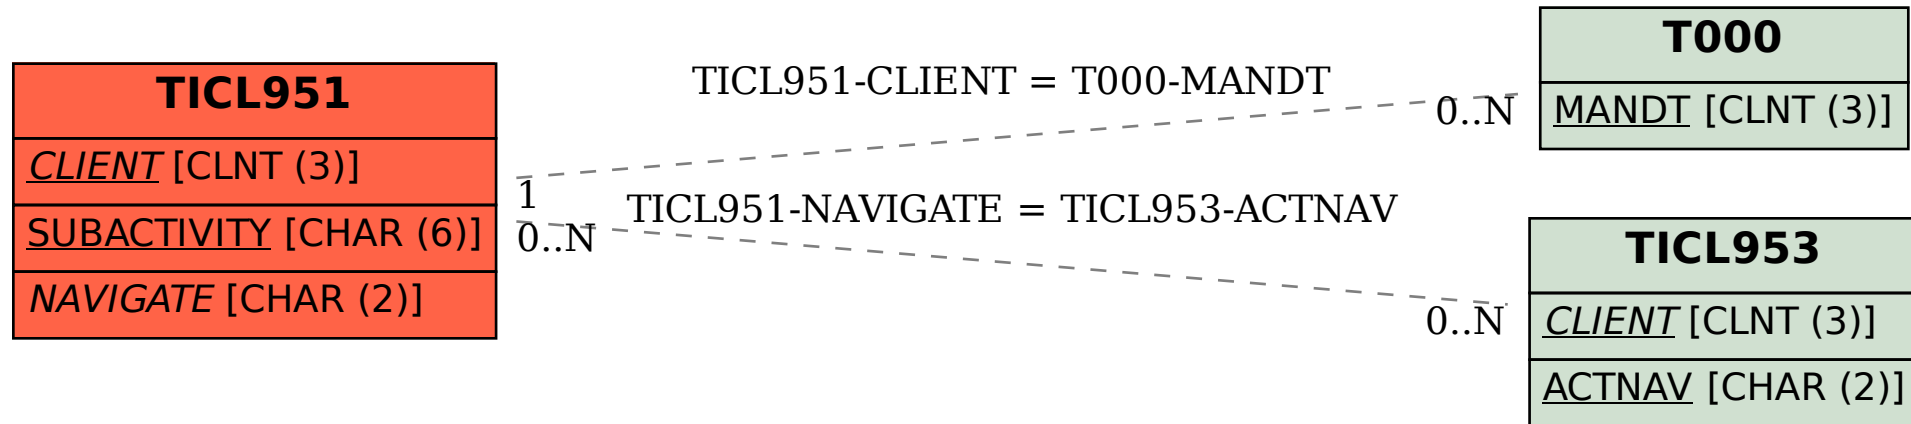 TICL951
CLIENT [CLNT (3)]
SUBACTIVITY [CHAR (6)]
NAVIGATE [CHAR (2)]
TICL951-CLIENT = T000-MANDT
1
0..N
TICL951-NAVIGATE = TICL953-ACTNAV
0..N
0..N
T000
MANDT [CLNT (3)]
TICL953
CLIENT [CLNT (3)]
ACTNAV [CHAR (2)]